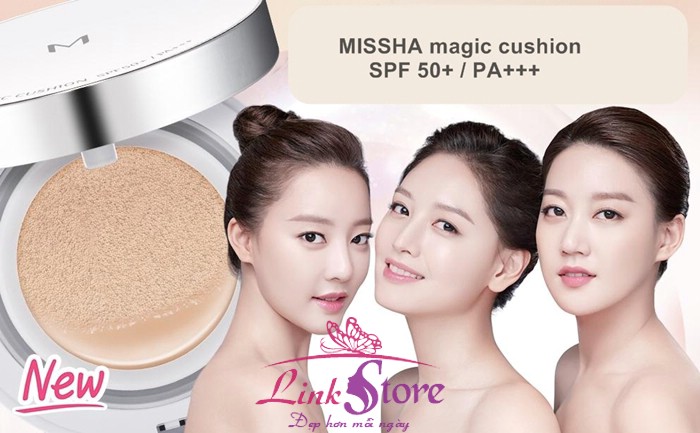 MISSHA magic cushion
SPF 50+ / PA+++
M
C CUSHION SPF50+ / PA+++
New
Link Store
Đẹp hơn mỗi ngày